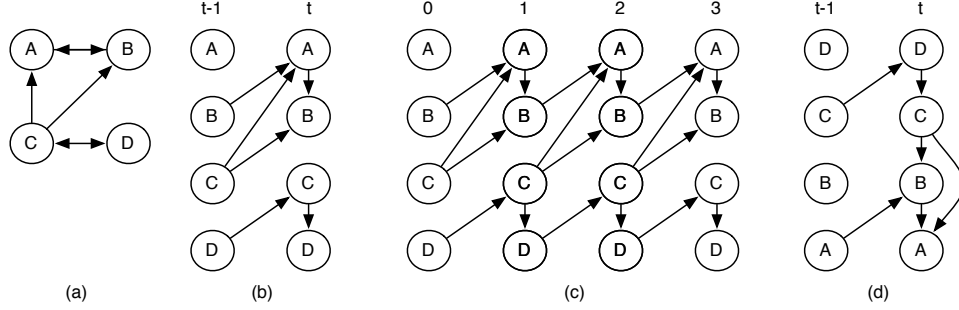 t-1 t 0 1 2 3 t-1 t
A B A A A A A A D D
B B B B B B C C
C D C C C C C C B B
D D D D D D A A
(a) (b) (c) (d)